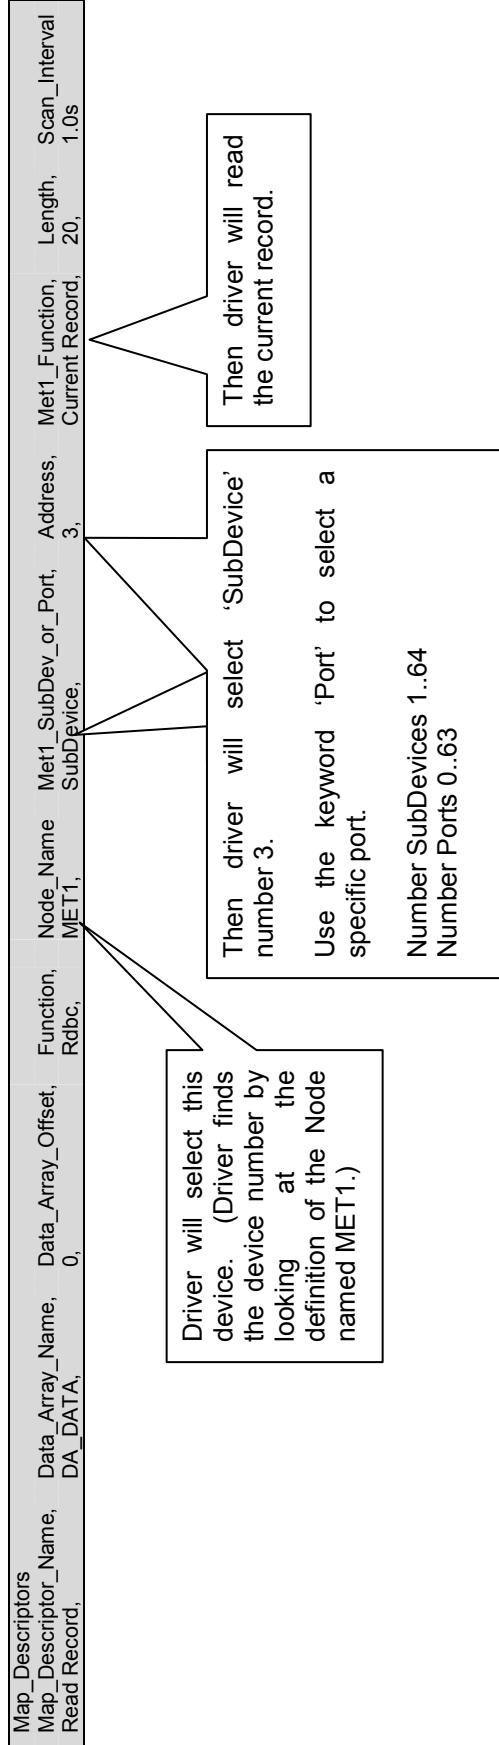 Map_Descriptors
Map_Descriptor_Name, Data_Array_Name, Data_Array_Offset, Function, Node_Name Met1_SubDev_or_Port, Address, Met1_Function, Length, Scan_Interval
Read Record, DA_DATA, 0, Rdbc, MET1, SubDevice, 3, Current Record, 20, 1.0s
Driver will select this
device. (Driver finds
the device number by
looking at the
definition of the Node
named MET1.)
Then driver will select ‘SubDevice’
number 3.
Use the keyword ‘Port’ to select a
specific port.
Number SubDevices 1..64
Number Ports 0..63
Then driver will read
the current record.